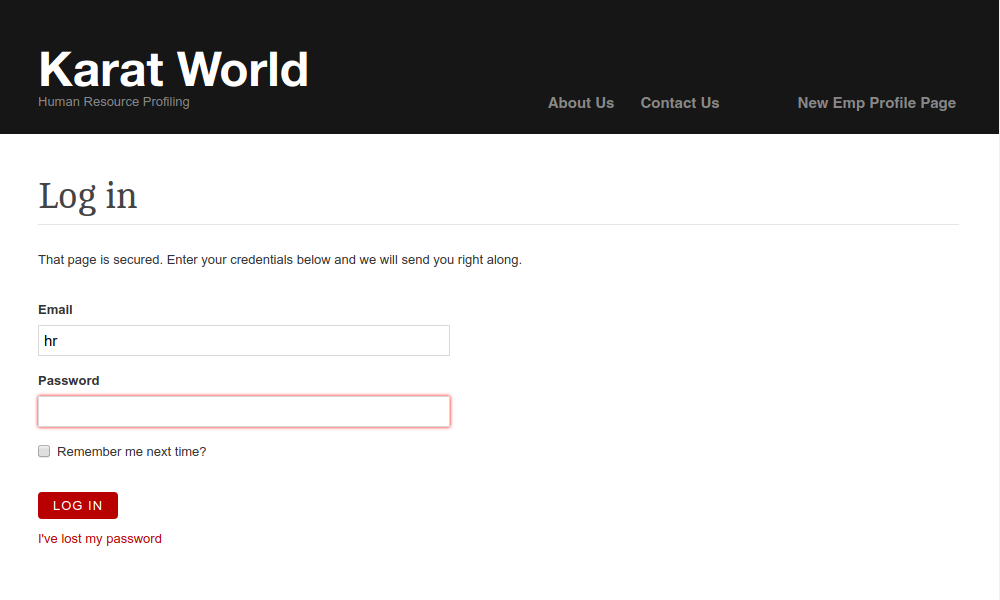 Karat World
Human Resource Profiling
About Us Contact Us New Emp Profile Page
Log in
That page is secured. Enter your credentials below and we will send you right along.
Email
hr
Password
Remember me next time?
LOG IN
I've lost my password